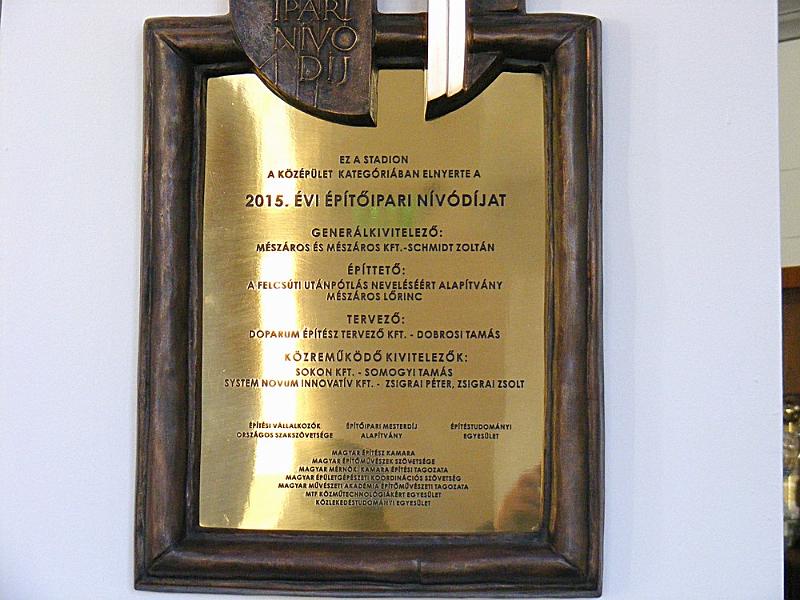 IPARI
NÍVÓ
DÍJ
EZ A STADION
A KÖZÉPÜLET KATEGÓRIÁBAN ELNYERTE A
2015. ÉVI ÉPÍTŐIPARI NÍVÓDÍJAT
GENERÁLKIVITELEZŐ:
MÉSZÁROS ÉS MÉSZÁROS KFT.-SCHMIDT ZOLTÁN
ÉPÍTTETŐ:
A FELCSÚTI UTÁNPÓTLÁS NEVELÉSÉÉRT ALAPÍTVÁNY
MÉSZÁROS LŐRINC
TERVEZŐ:
DOPARUM ÉPÍTÉSZ TERVEZŐ KFT. - DOBROSI TAMÁS
KÖZREMŰKÖDŐ KIVITELEZŐK:
SOKON KFT. - SOMOGYI TAMÁS
SYSTEM NOVUM INNOVATÍV KFT. - ZSIGRAI PÉTER, ZSIGRAI ZSOLT
ÉPÍTÉSI VÁLLALKOZÓK
ORSZÁGOS SZAKSZÖVETSÉGE
ÉPÍTŐIPARI MESTERDÍJ
ALAPÍTVÁNY
ÉPÍTÉSTUDOMÁNYI
EGYESÜLET
MAGYAR ÉPÍTÉSZ KAMARA
MAGYAR ÉPÍTŐMŰVÉSZEK SZÖVETSÉGE
MAGYAR MÉRNÖKI KAMARA ÉPÍTÉSI TAGOZATA
MAGYAR ÉPÜLETGÉPÉSZETI KOORDINÁCIÓS SZÖVETSÉG
MAGYAR MŰVÉSZETI AKADÉMIA ÉPÍTŐMŰVÉSZETI TAGOZATA
MTF KÖZMŰTECHNOLÓGIÁKÉRT EGYESÜLET
KÖZLEKEDÉSTUDOMÁNYI EGYESÜLET